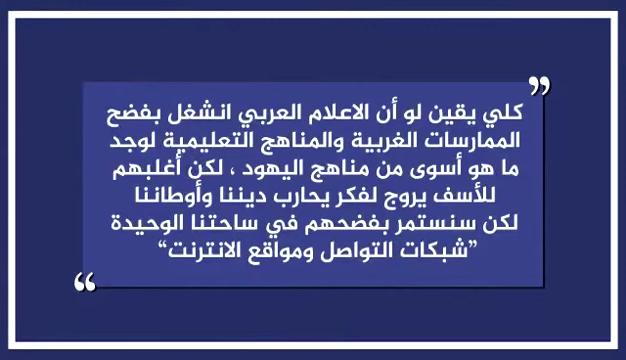 ”
كلي يقين لو أن الاعلام العربي انشغل بفضح
الممارسات الغربية والمناهج التعليمية لوجد
ما هو أسوى من مناهج اليهود ، لكن أغلبهم
للأسف يروج لفكر يحارب ديننا وأوطاننا
لكن سنستمر بفضحهم في ساحتنا الوحيدة
”شبكات التواصل ومواقع الانترنت“
“